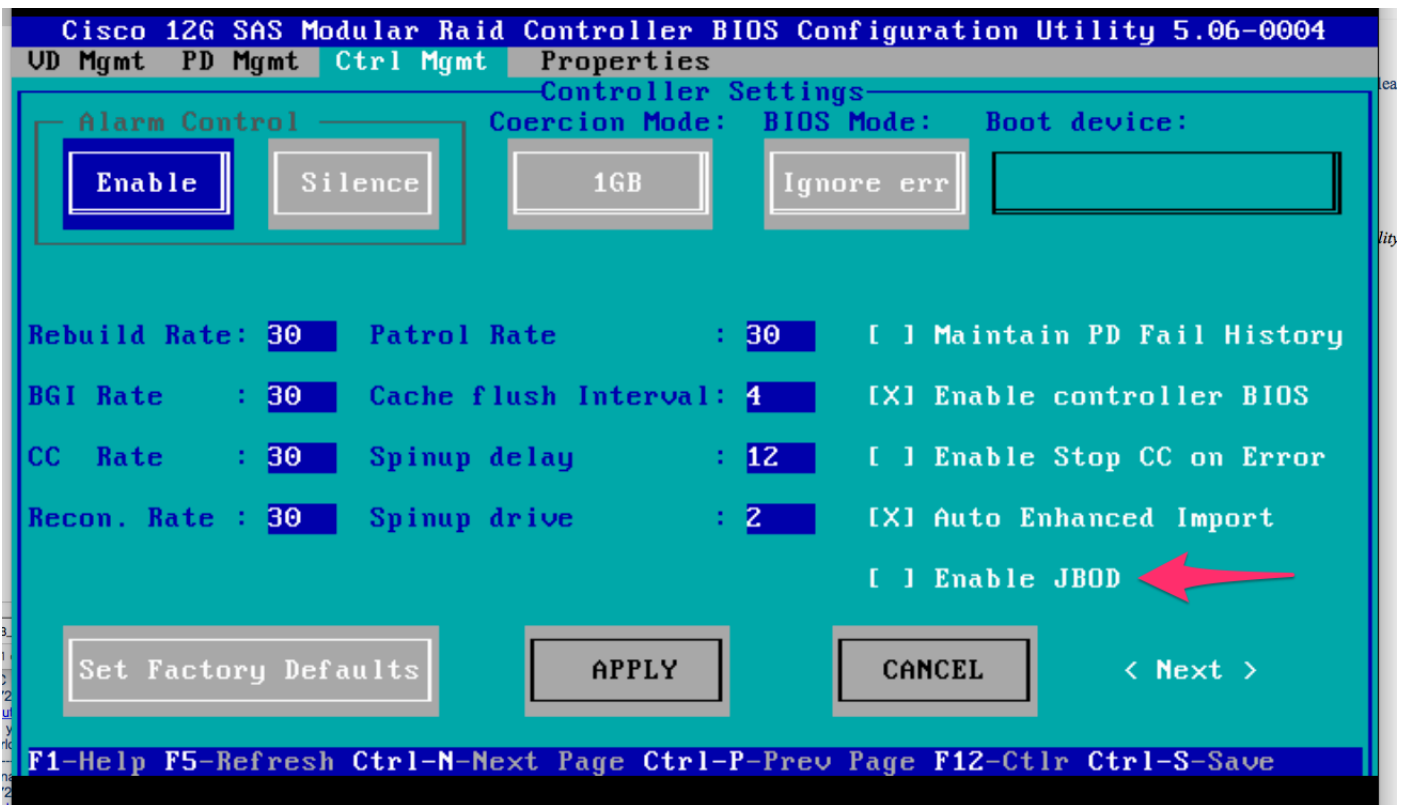 Cisco 12G SAS Modular Raid Controller BIOS Configuration Utility 5.06-0004
VD Mgmt PD Mgmt Ctrl Mgmt Properties
Controller Settings
Alarm Control Coercion Mode: BIOS Mode: Boot device:
Enable Silence 1GB Ignore err
Rebuild Rate: 30 Patrol Rate : 30 [ ] Maintain PD Fail History
BGI Rate : 30 Cache flush Interval: 4 [X] Enable controller BIOS
CC Rate : 30 Spinup delay : 12 [ ] Enable Stop CC on Error
Recon. Rate : 30 Spinup drive : 2 [X] Auto Enhanced Import
[ ] Enable JBOD
Set Factory Defaults APPLY CANCEL < Next >
F1-Help F5-Refresh Ctrl-N-Next Page Ctrl-P-Prev Page F12-Ctlr Ctrl-S-Save